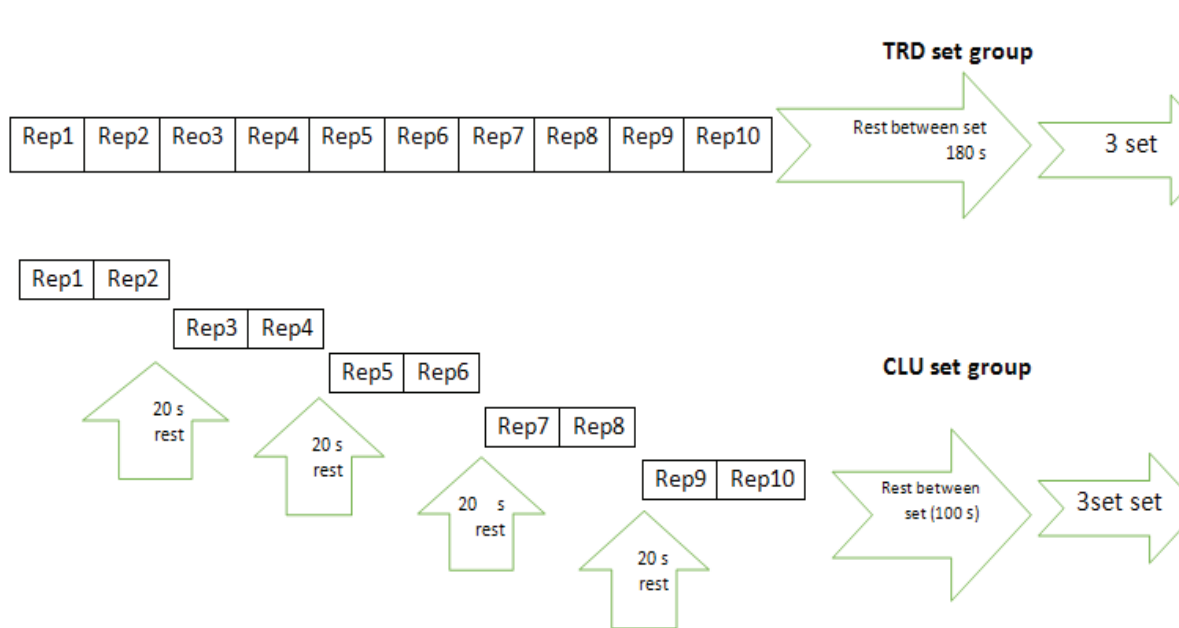 TRD set group
Rep1 Rep2 Reo3 Rep4 Rep5 Rep6 Rep7 Rep8 Rep9 Rep10
Rest between set
180 s
3 set
Rep1 Rep2
Rep3 Rep4
Rep5 Rep6
CLU set group
20 s
rest
20 s
rest
Rep7 Rep8
Rep9 Rep10
20 s
rest
20 s
rest
Rest between
set (100 s)
3set set